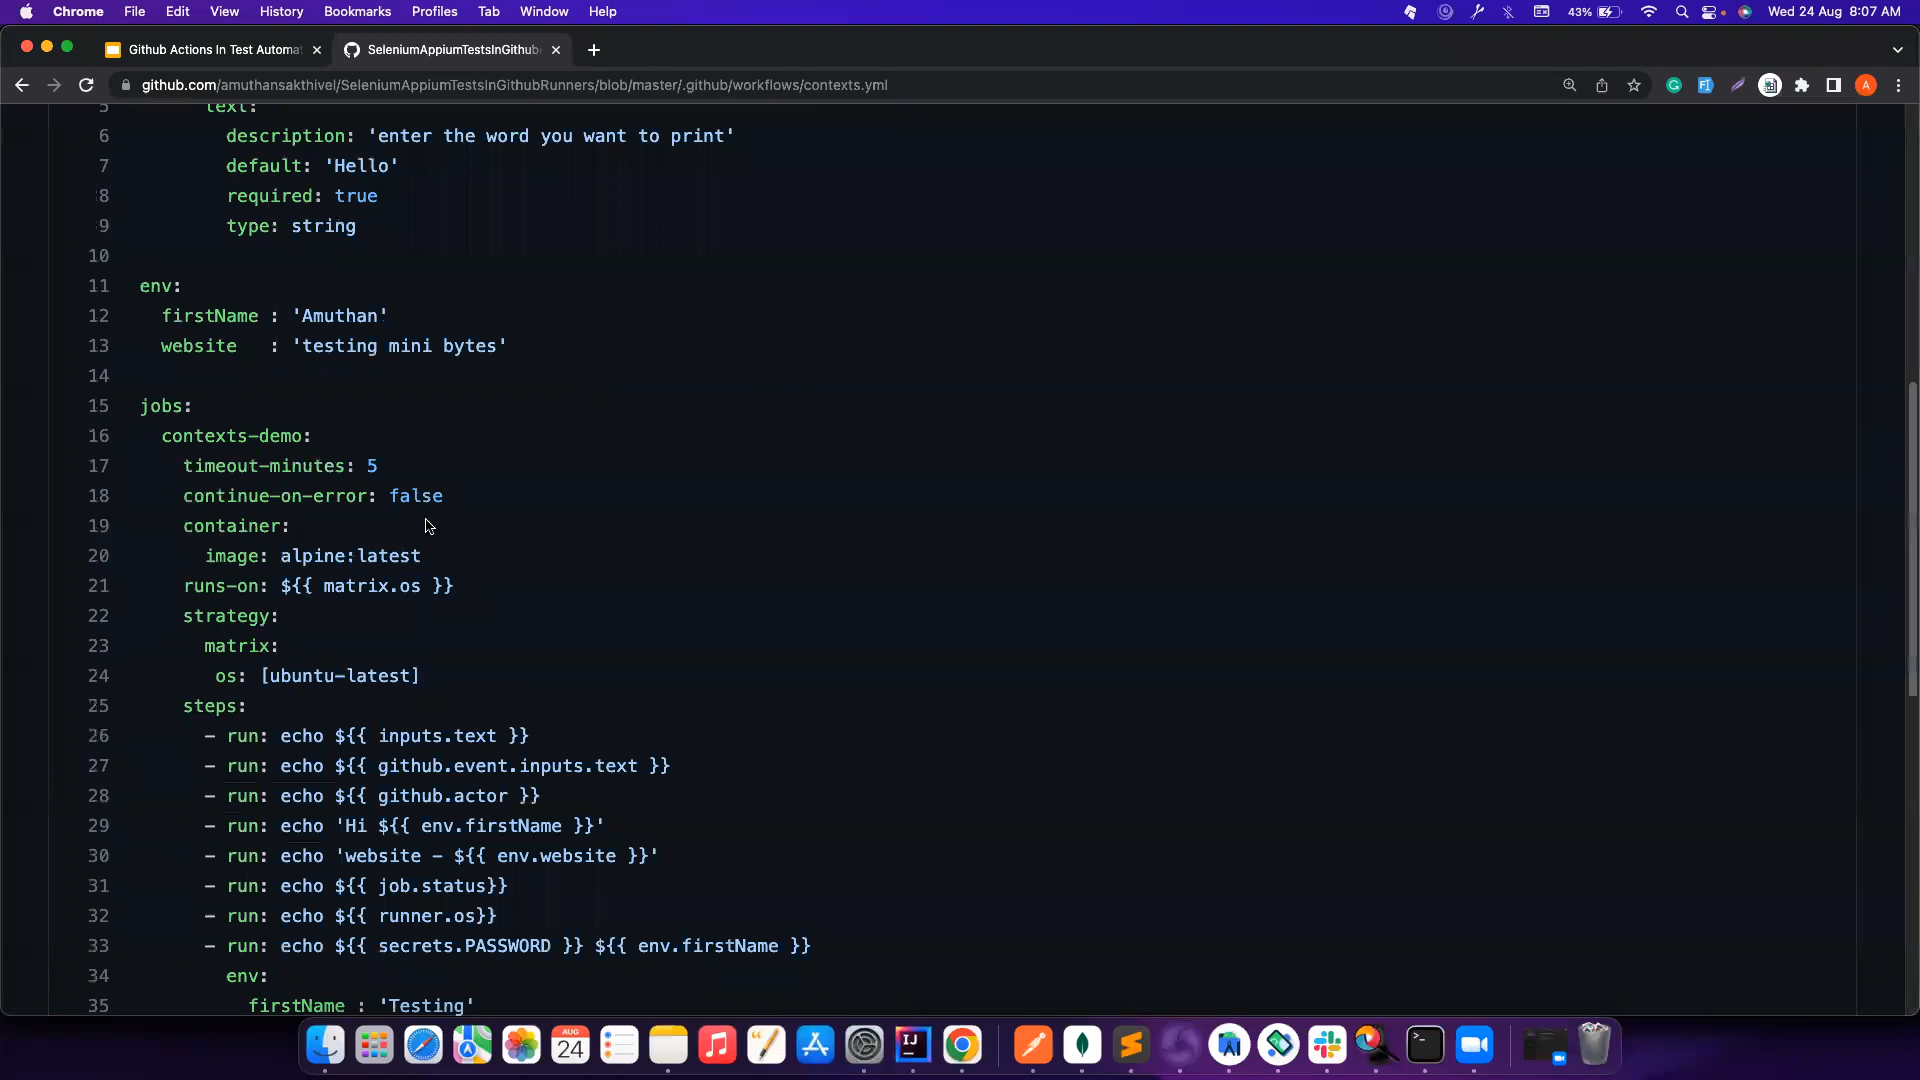 Chrome File Edit View History Bookmarks Profiles Tab Window Help 43% Wed 24 Aug 8:07 AM
Github Actions In Test Automat SeleniumAppiumTestsInGithub
github.com/amuthansakthivel/SeleniumAppiumTestsInGithubRunners/blob/master/.github/workflows/contexts.yml A
5 text:
6 description: 'enter the word you want to print'
7 default: 'Hello'
8 required: true
9 type: string
10
11 env:
12 firstName : 'Amuthan'
13 website : 'testing mini bytes'
14
15 jobs:
16 contexts-demo:
17 timeout-minutes: 5
18 continue-on-error: false
19 container:
20 image: alpine:latest
21 runs-on: ${{ matrix.os }}
22 strategy:
23 matrix:
24 os: [ubuntu-latest]
25 steps:
26 - run: echo ${{ inputs.text }}
27 - run: echo ${{ github.event.inputs.text }}
28 - run: echo ${{ github.actor }}
29 - run: echo 'Hi ${{ env.firstName }}'
30 - run: echo 'website - ${{ env.website }}'
31 - run: echo ${{ job.status}}
32 - run: echo ${{ runner.os}}
33 - run: echo ${{ secrets.PASSWORD }} ${{ env.firstName }}
34 env:
35 firstName : 'Testing'
AUG
24
IJ